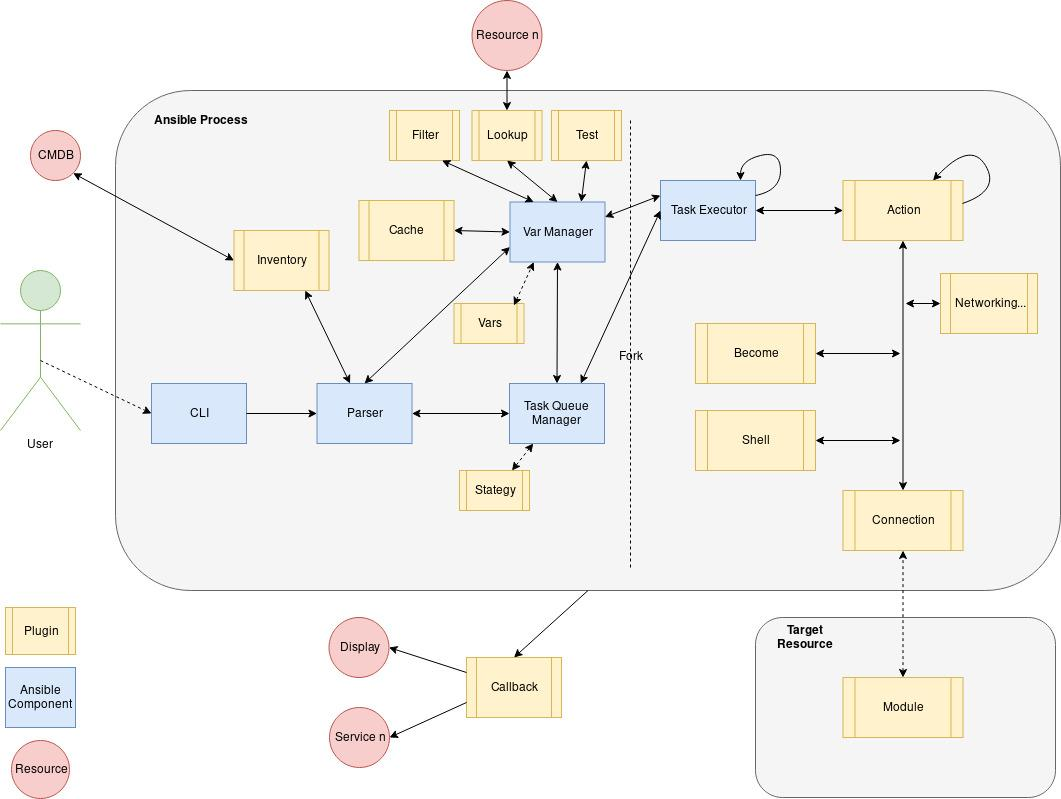 Resource n
Ansible Process
Filter
Lookup
Test
CMDB
Task Executor
Action
Cache
Var Manager
Inventory
Networking...
Vars
Become
Fork
CLI
Parser
Task Queue
Manager
Shell
User
Stategy
Connection
Plugin
Display
Target
Resource
Callback
Ansible
Component
Module
Service n
Resource